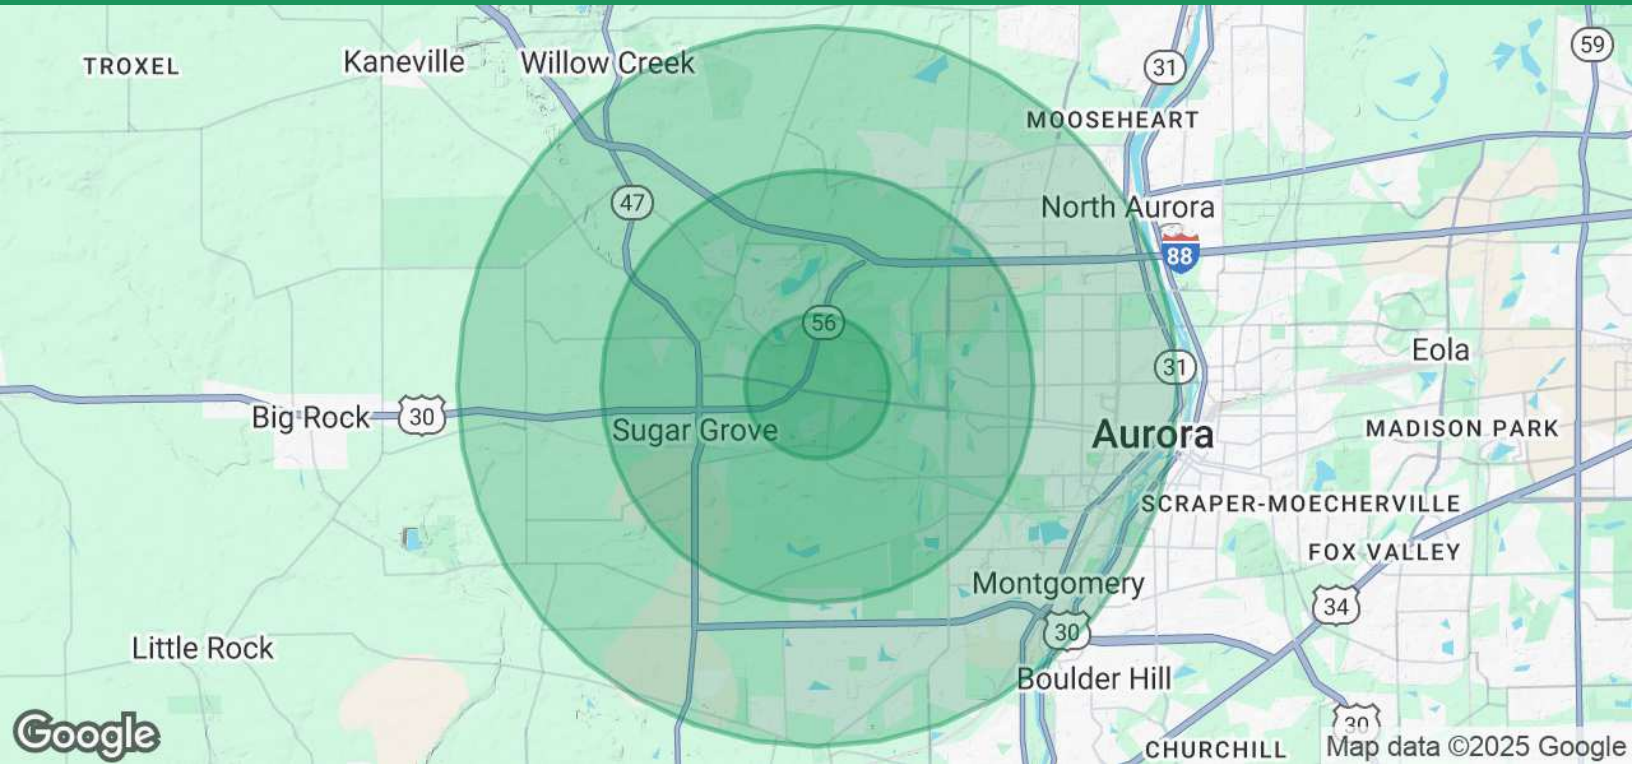 59
TROXEL
Kaneville
Willow Creek
31
MOOSEHEART
47
North Aurora
88
56
Eola
31
Big Rock
30
Sugar Grove
Aurora
MADISON PARK
SCRAPER-MOECHERVILLE
FOX VALLEY
Montgomery
34
30
Little Rock
Boulder Hill
30
Google
CHURCHILL
Map data ©2025 Google